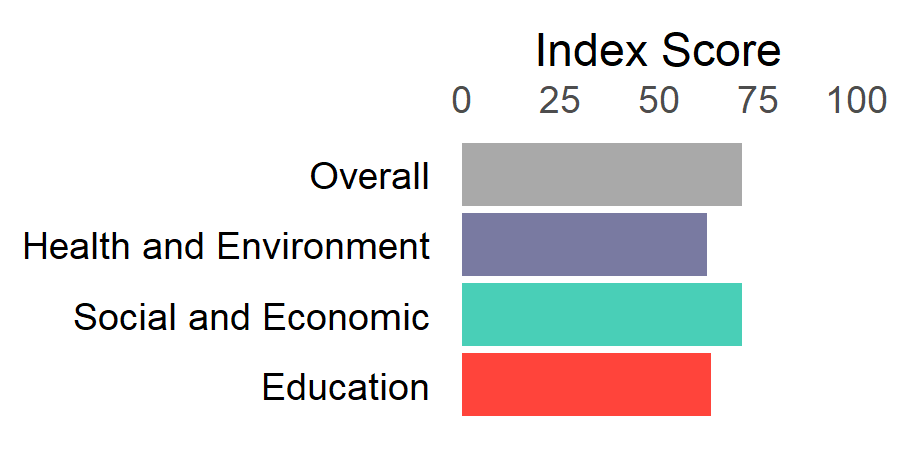 Index Score
0 25 50 75 100
Overall
Health and Environment
Social and Economic
Education